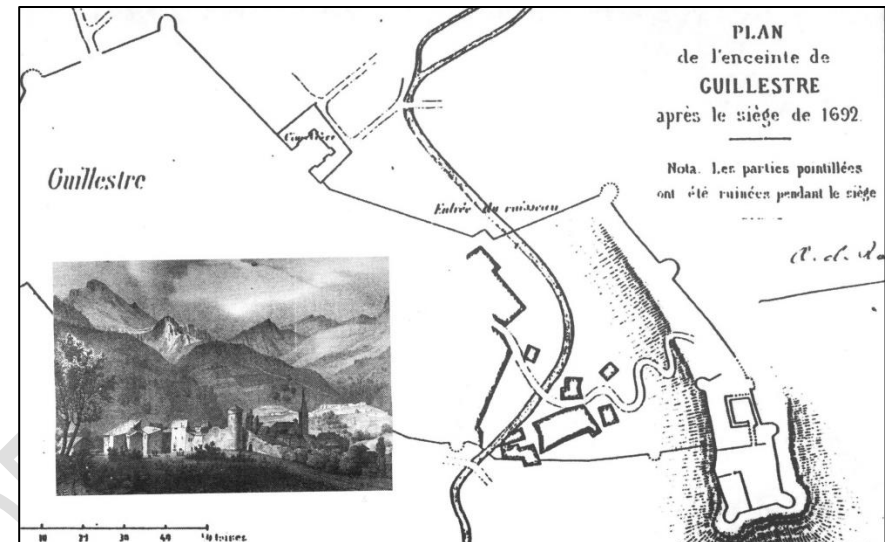 PLAN
de l'enceinte de
GUILLESTRE
après le siège de 1692.
Nota. Les parties pointillées
ont été ruinées pendant le siège
Guillestre
Cimetière
Entrée du ruisseau
10 20 30 40 50 toises